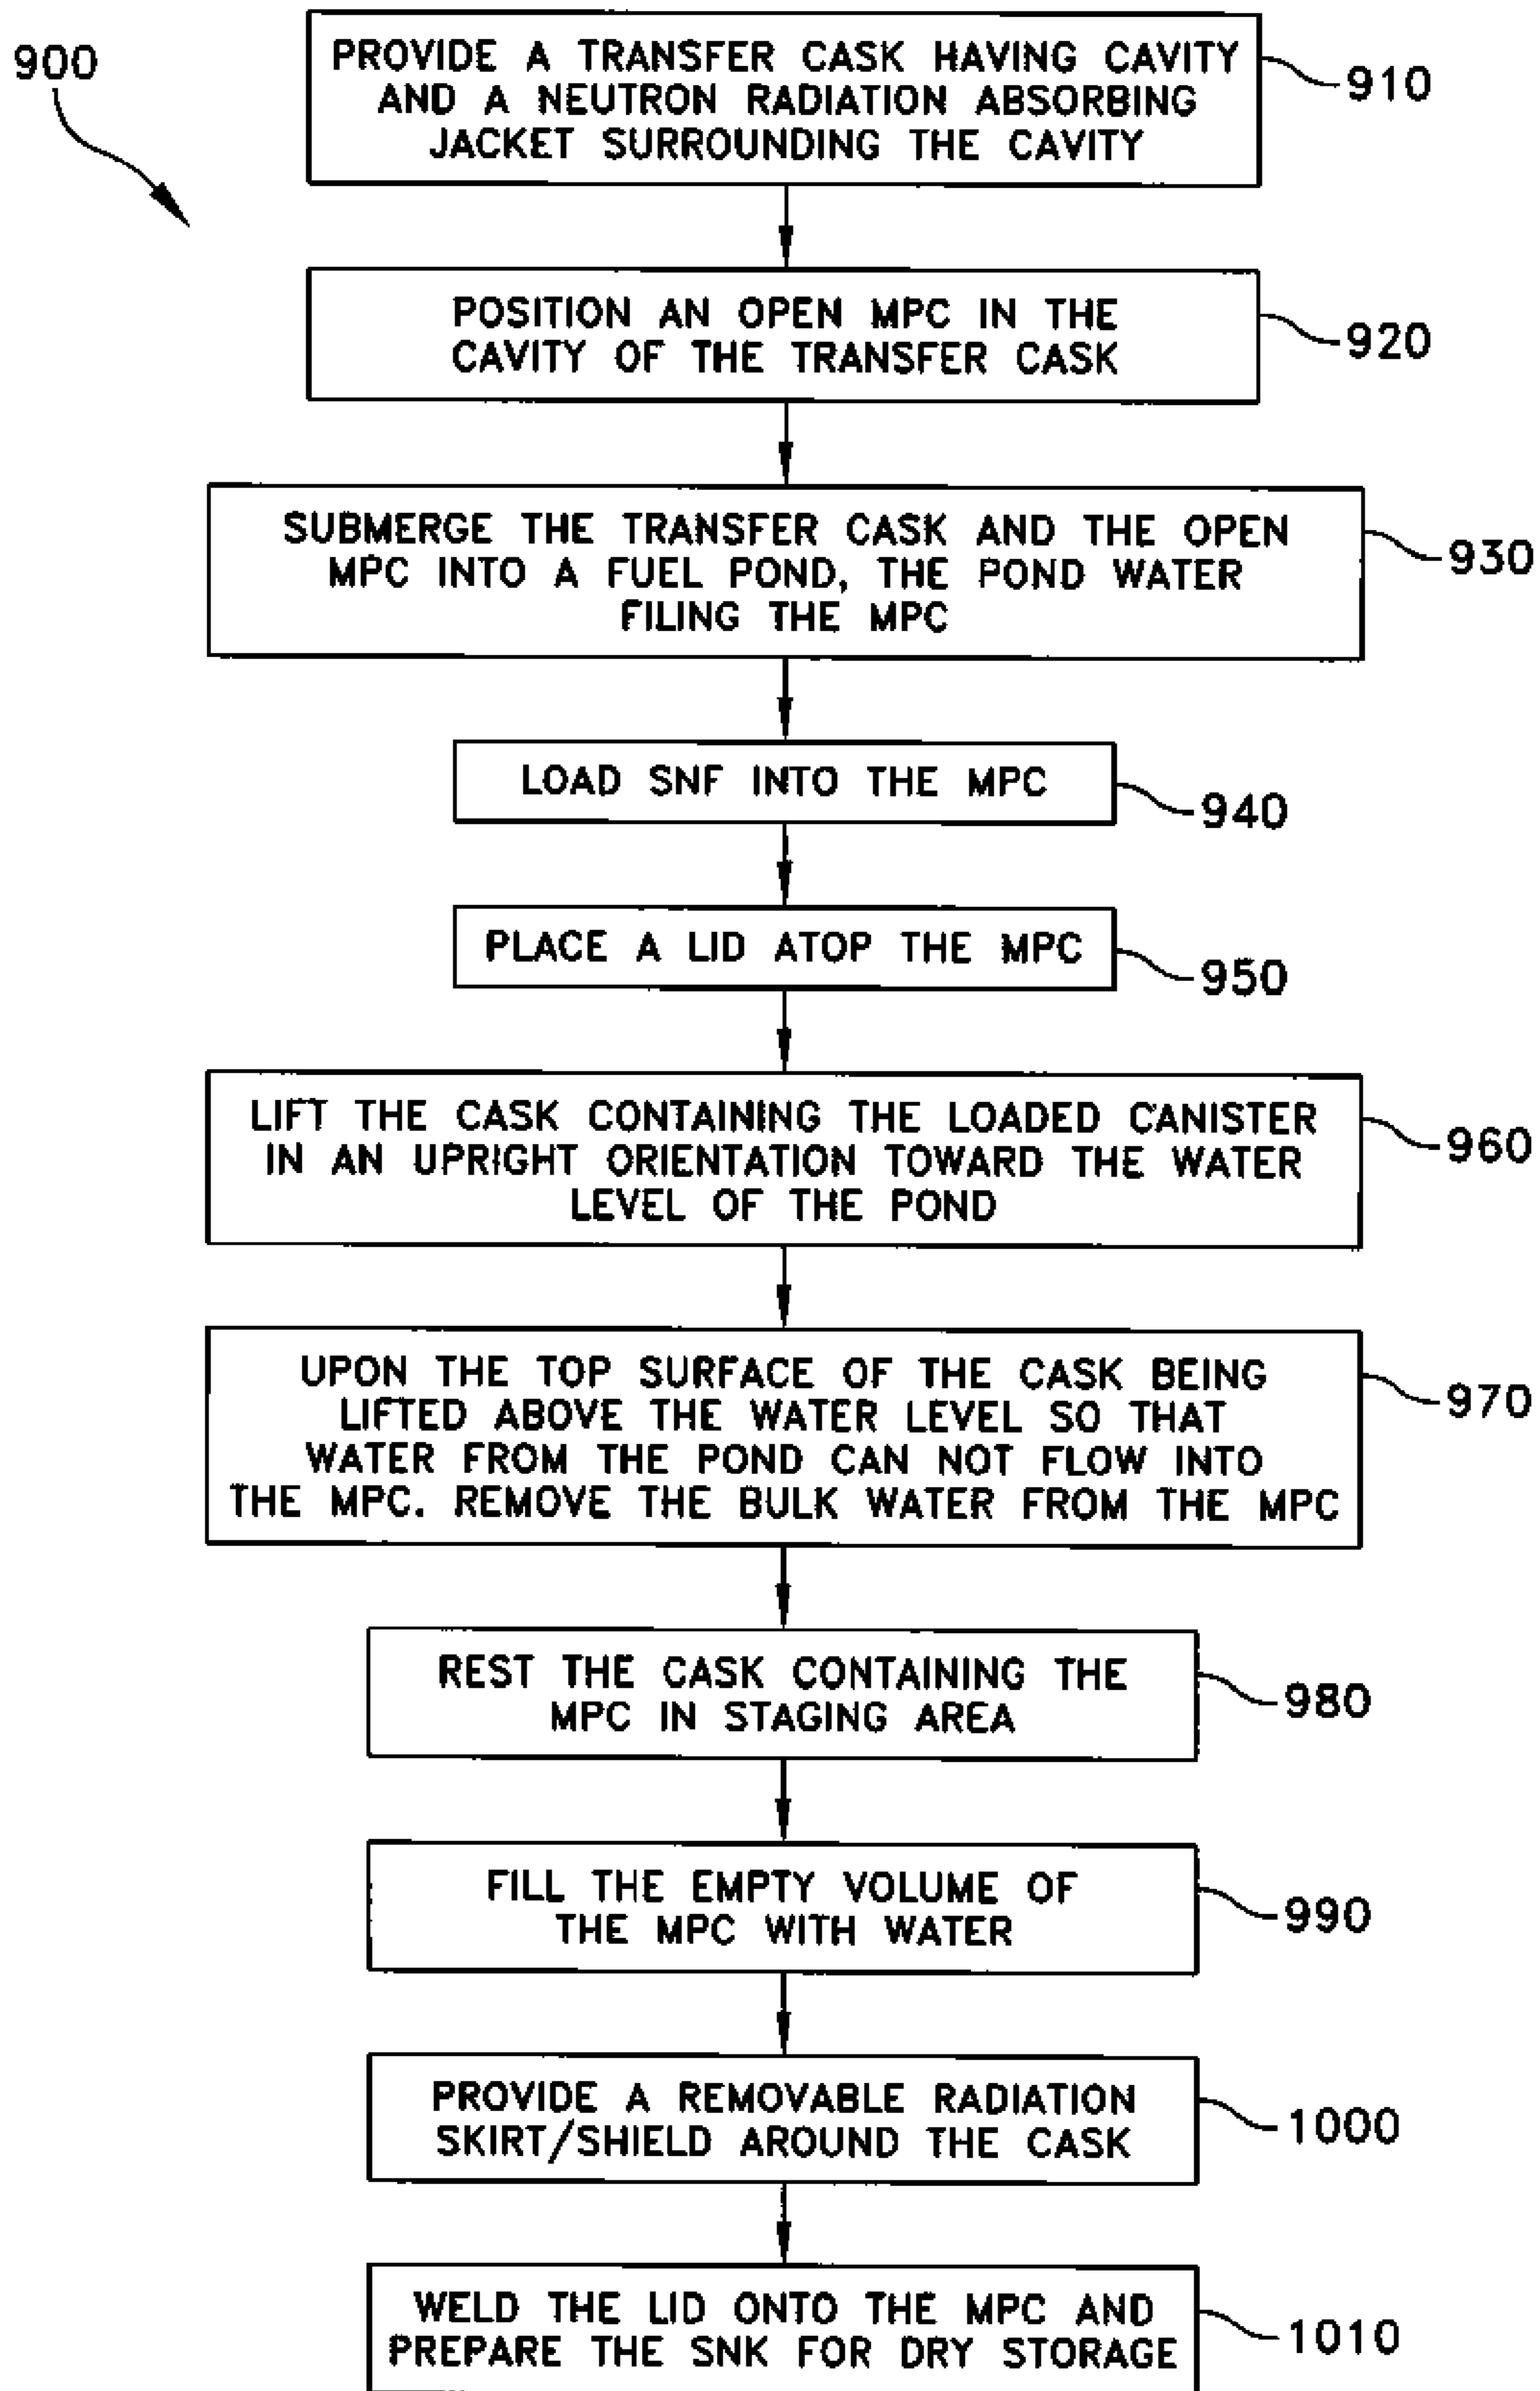 900
PROVIDE A TRANSFER CASK HAVING CAVITY
AND A NEUTRON RADIATION ABSORBING
JACKET SURROUNDING THE CAVITY
910
POSITION AN OPEN MPC IN THE
CAVITY OF THE TRANSFER CASK
920
SUBMERGE THE TRANSFER CASK AND THE OPEN
MPC INTO A FUEL POND, THE POND WATER
FILING THE MPC
930
LOAD SNF INTO THE MPC
940
PLACE A LID ATOP THE MPC
950
LIFT THE CASK CONTAINING THE LOADED CANISTER
IN AN UPRIGHT ORIENTATION TOWARD THE WATER
LEVEL OF THE POND
960
UPON THE TOP SURFACE OF THE CASK BEING
LIFTED ABOVE THE WATER LEVEL SO THAT
WATER FROM THE POND CAN NOT FLOW INTO
THE MPC. REMOVE THE BULK WATER FROM THE MPC
970
REST THE CASK CONTAINING THE
MPC IN STAGING AREA
980
FILL THE EMPTY VOLUME OF
THE MPC WITH WATER
990
PROVIDE A REMOVABLE RADIATION
SKIRT/SHIELD AROUND THE CASK
1000
WELD THE LID ONTO THE MPC AND
PREPARE THE SNK FOR DRY STORAGE
1010